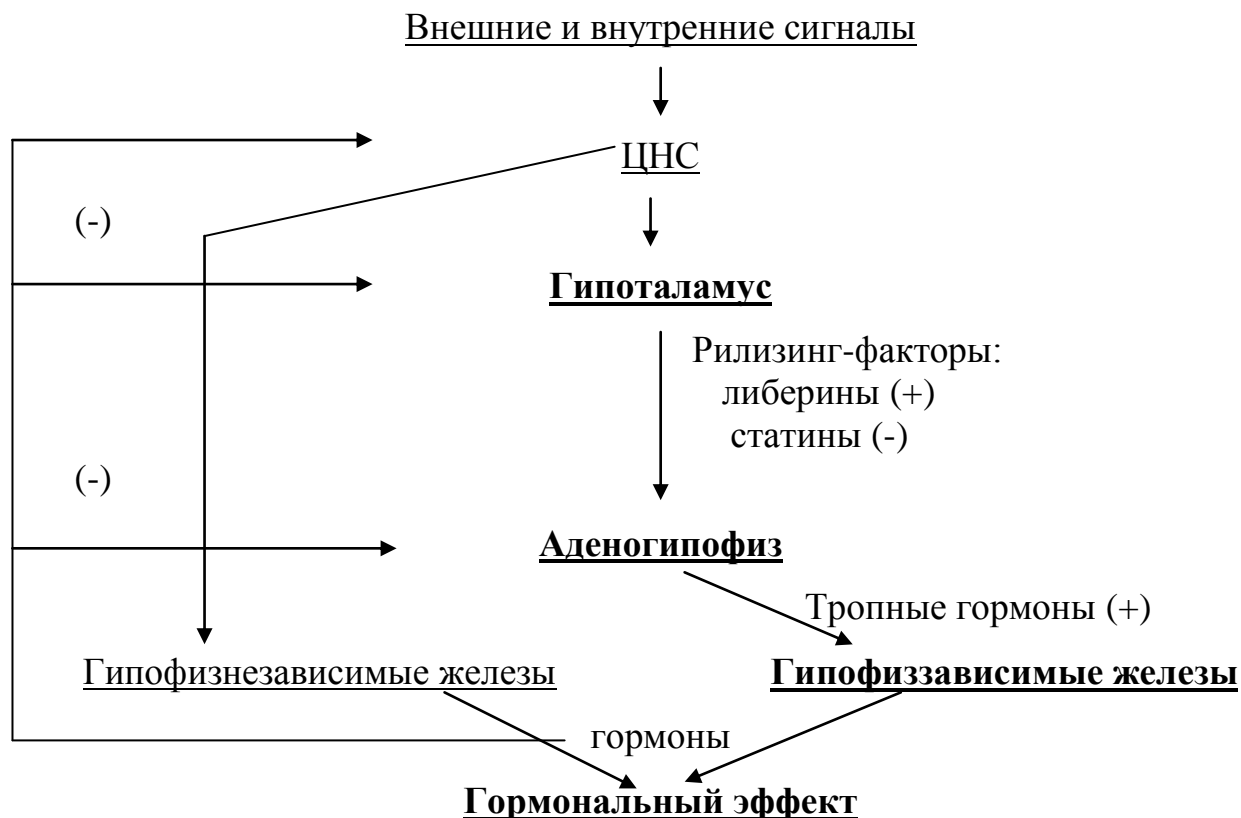 Внешние и внутренние сигналы
ЦНС
(-)
Гипоталамус
Рилизинг-факторы:
либерины (+)
статины (-)
(-)
Аденогипофиз
Тропные гормоны (+)
Гипофизнезависимые железы
Гипофиззависимые железы
гормоны
Гормональный эффект